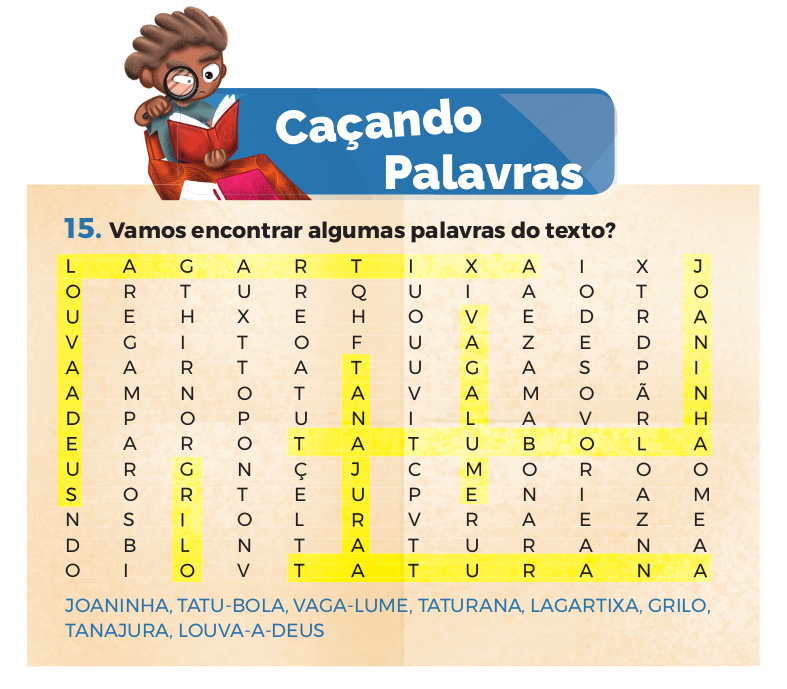 Caçando
Palavras
15. Vamos encontrar algumas palavras do texto?
L A G A R T I X A I X J
O R T U R Q U I A O T O
U E H X E H O V E D R A
V G I T O F U A Z E D N
A A R T A T U G A S P I
A M N O T A V A M O Ã N
D P O P U N I L A V R H
E A R O T A T U B O L A
U R G N Ç J C M O R O O
S O R T E U P E N I A M
N S I O L R V R A E Z E
D B L N T A T U R A N A
O I O V T A T U R A N A
JOANINHA, TATU-BOLA, VAGA-LUME, TATURANA, LAGARTIXA, GRILO,
TANAJURA, LOUVA-A-DEUS